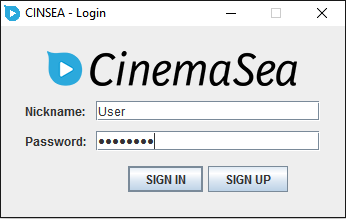 CINSEA - Login
CinemaSea
Nickname: User
Password: ••••••••
SIGN IN SIGN UP